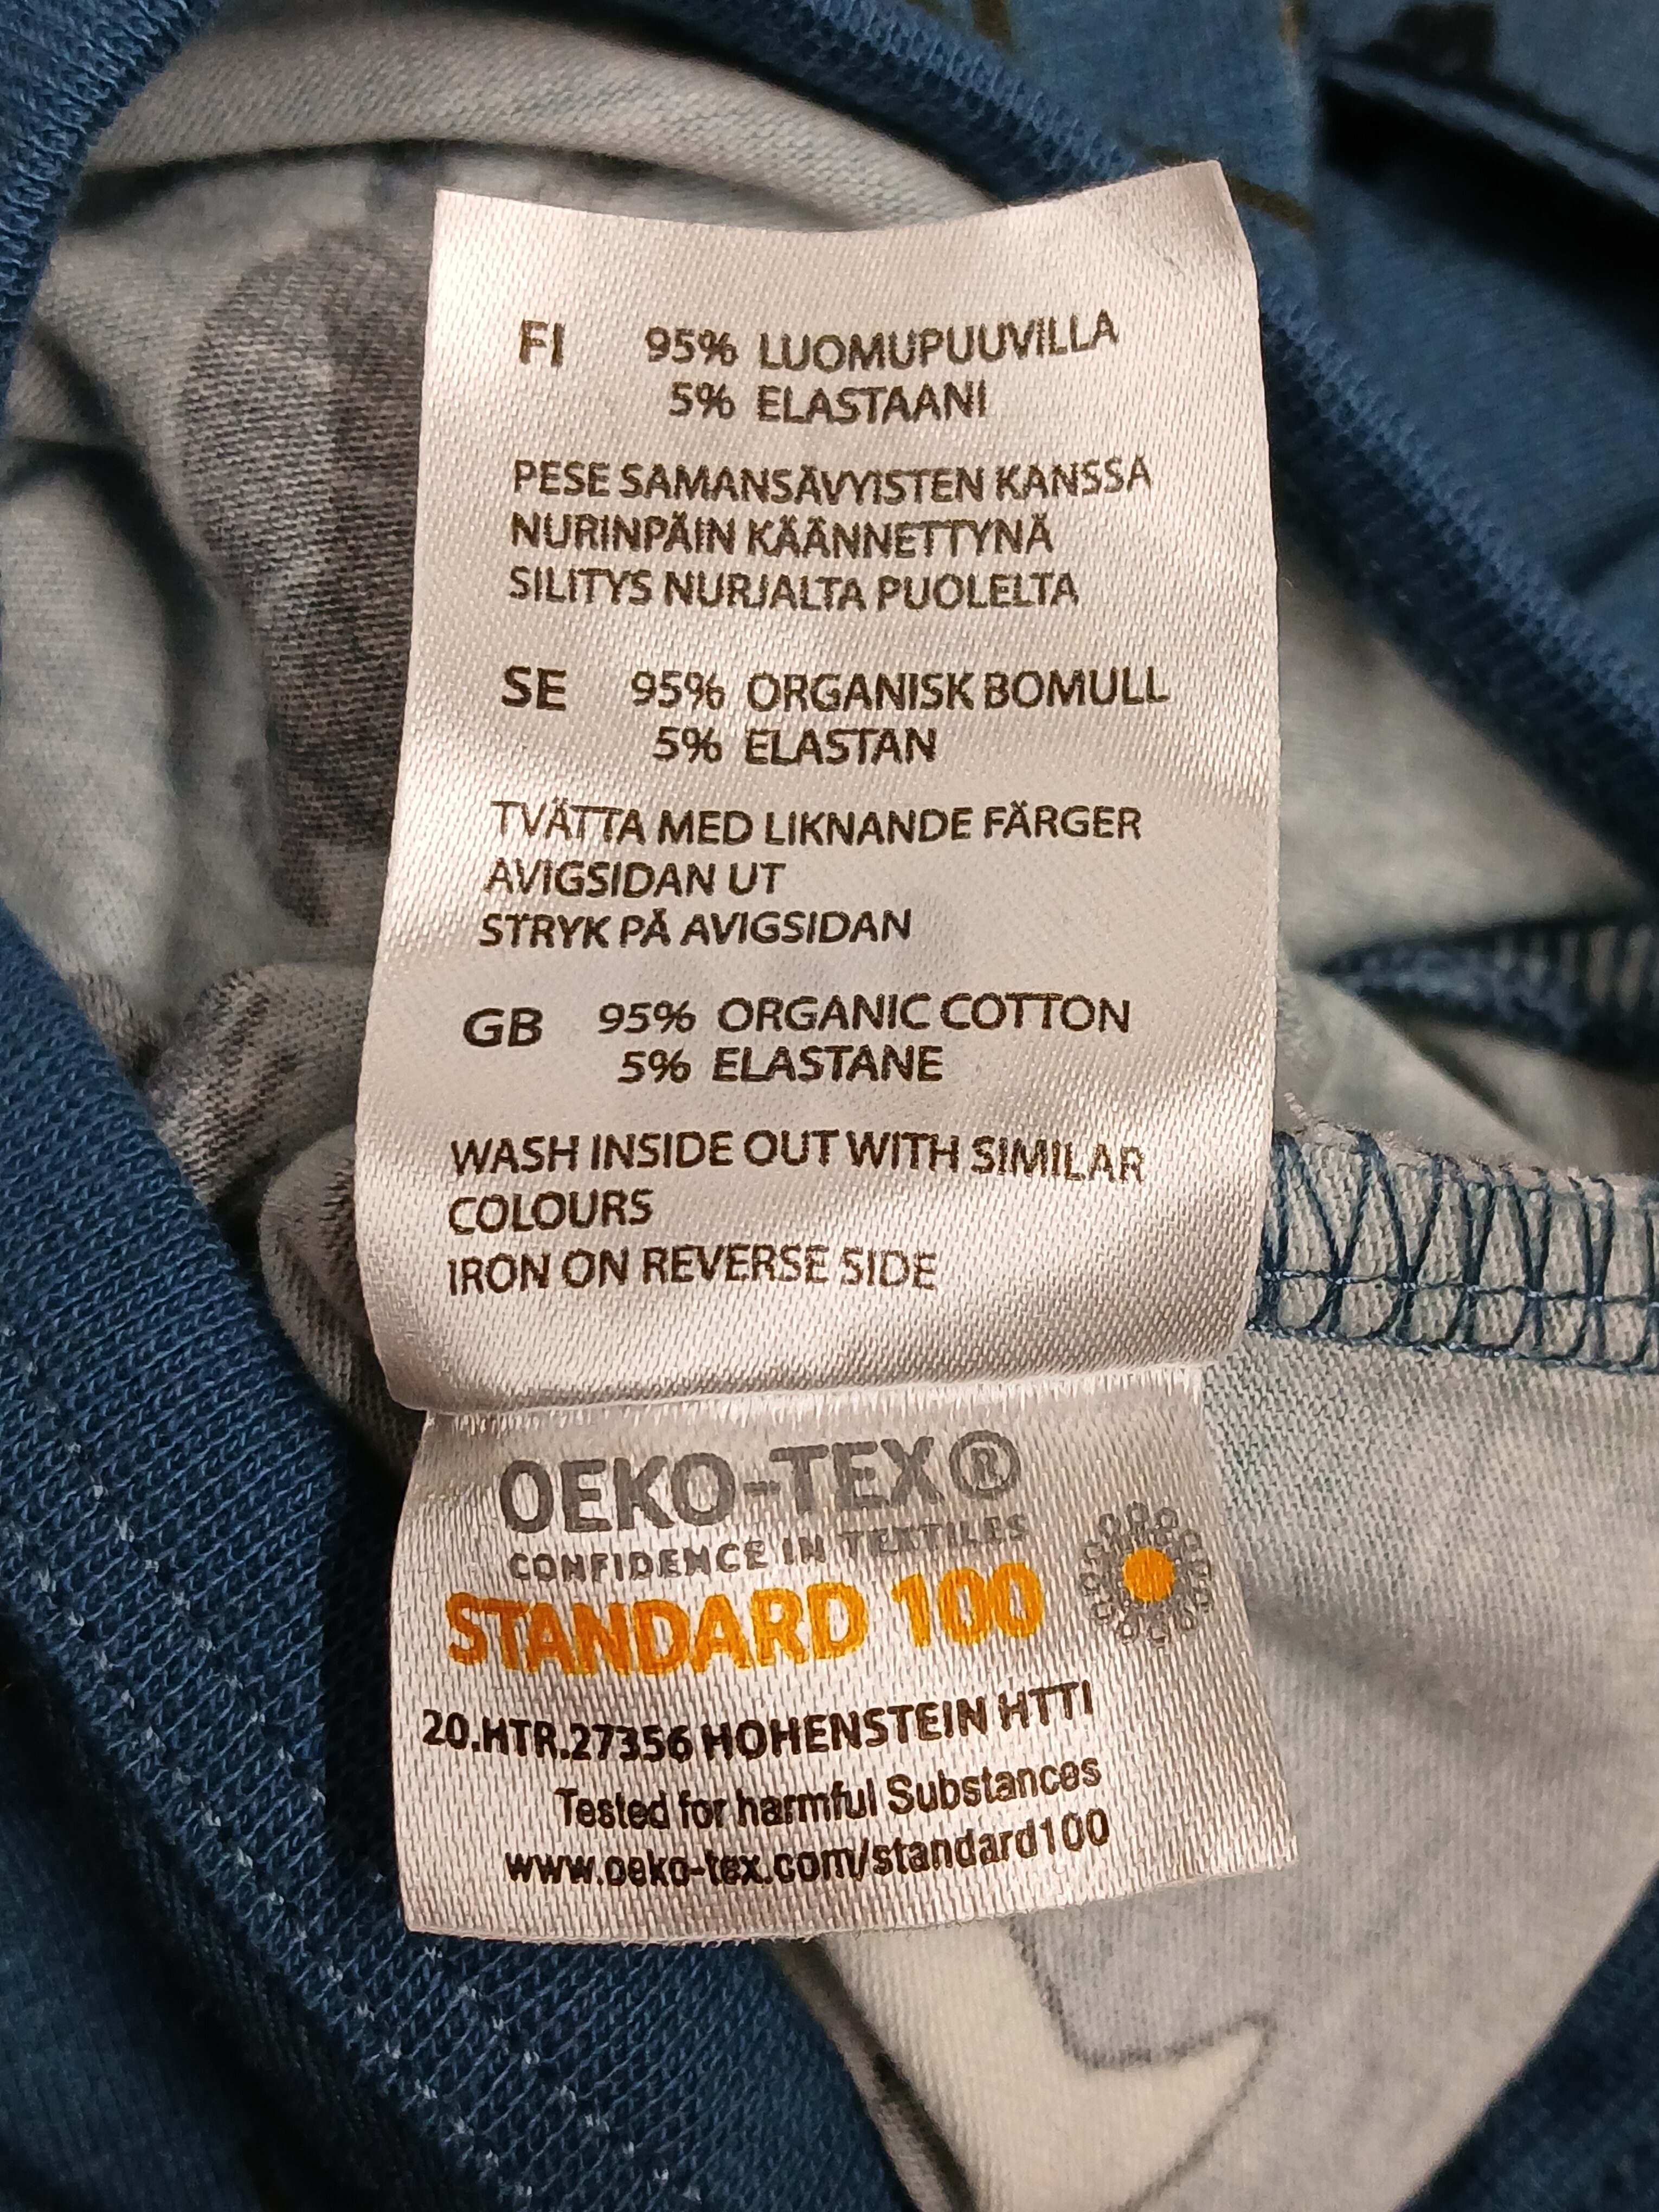 FI 95% LUOMUPUUVILLA
5% ELASTAANI
PESE SAMANSÄVYISTEN KANSSA
NURINPÄIN KÄÄNNETTYNÄ
SILITYS NURJALTA PUOLELTA
SE 95% ORGANISK BOMULL
5% ELASTAN
TVÄTTA MED LIKNANDE FÄRGER
AVIGSIDAN UT
STRYK PÅ AVIGSIDAN
GB 95% ORGANIC COTTON
5% ELASTANE
WASH INSIDE OUT WITH SIMILAR
COLOURS
IRON ON REVERSE SIDE
OEKO-TEX®
CONFIDENCE IN TEXTILES
STANDARD 100
20.HTR.27356 HOHENSTEIN HTTI
Tested for harmful Substances
www.oeko-tex.com/standard100